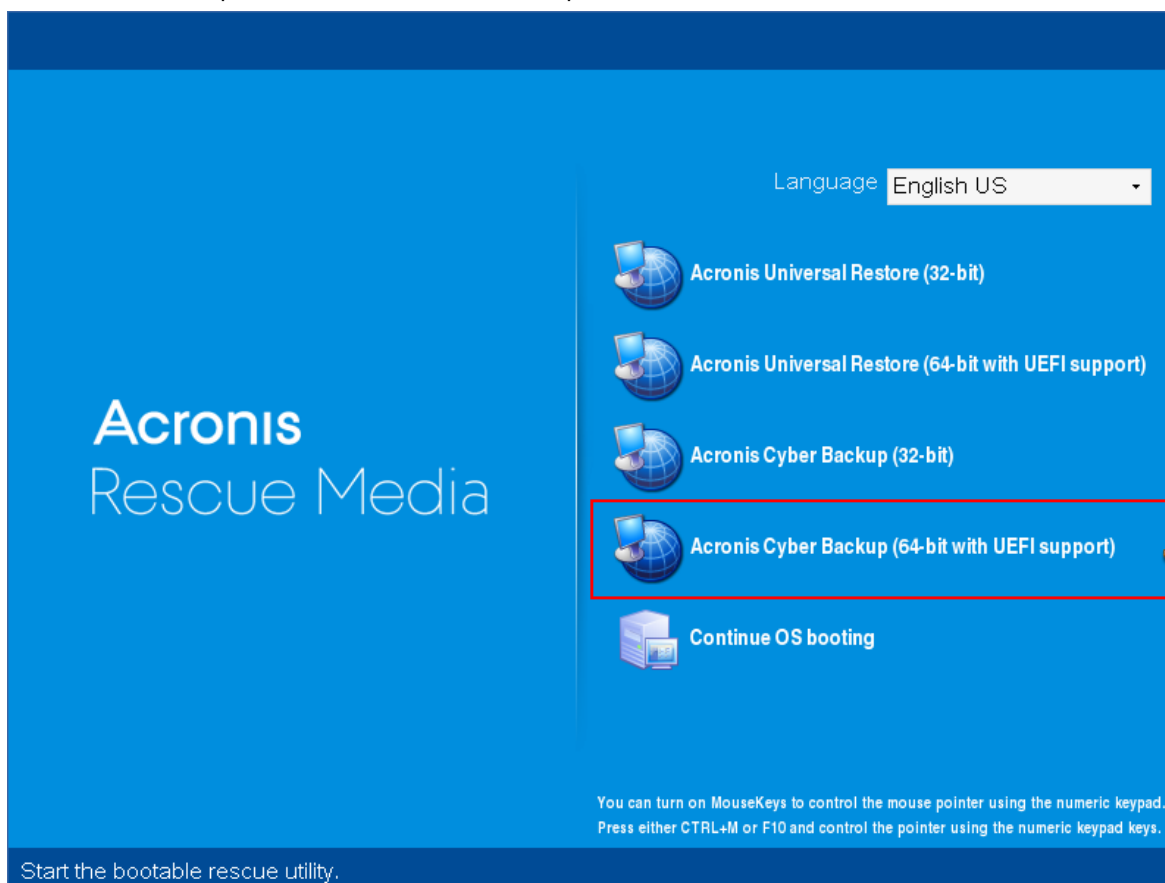 Language English US
Acronis Universal Restore (32-bit)
Acronis Universal Restore (64-bit with UEFI support)
Acronis
Rescue Media
Acronis Cyber Backup (32-bit)
Acronis Cyber Backup (64-bit with UEFI support)
Continue OS booting
You can turn on MouseKeys to control the mouse pointer using the numeric keypad.
Press either CTRL+M or F10 and control the pointer using the numeric keypad keys.
Start the bootable rescue utility.